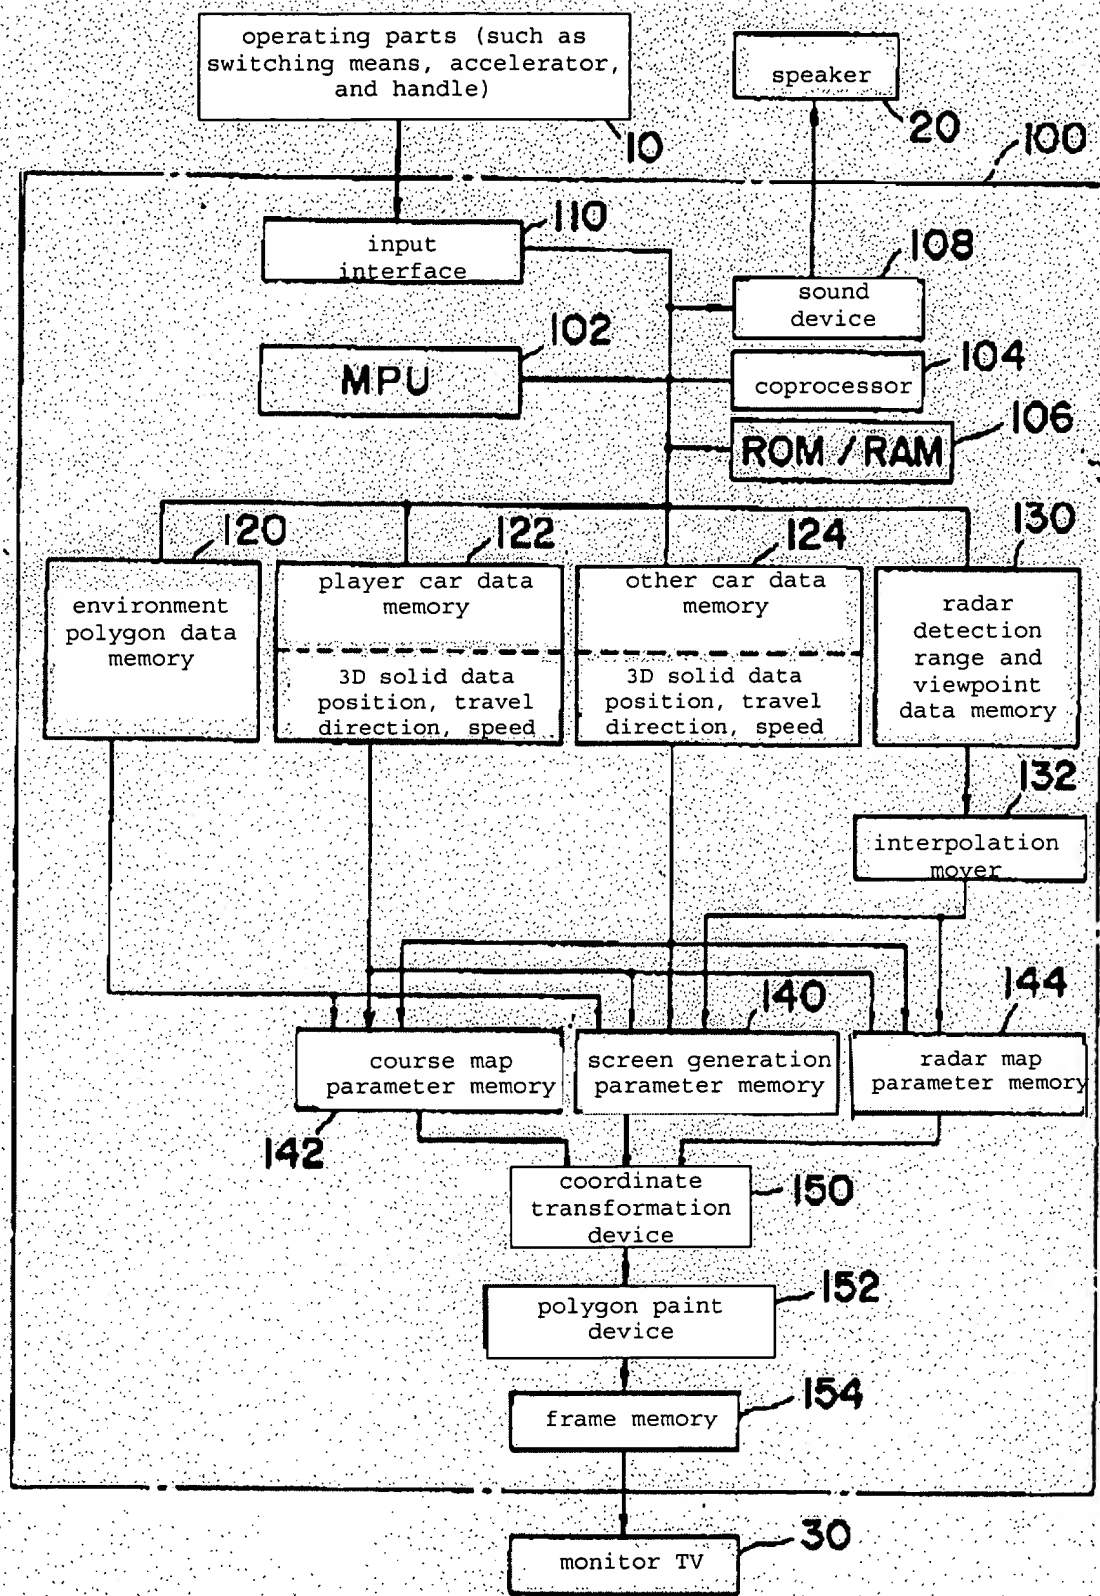 operating parts (such as
switching means, accelerator,
and handle)
10
speaker
20
100
110
input
interface
108
sound
device
102
MPU
104
coprocessor
106
ROM / RAM
120
environment
polygon data
memory
122
player car data
memory
3D solid data
position, travel
direction, speed
124
other car data
memory
3D solid data
position, travel
direction, speed
130
radar
detection
range and
viewpoint
data memory
132
interpolation
mover
142
course map
parameter memory
140
screen generation
parameter memory
144
radar map
parameter memory
150
coordinate
transformation
device
152
polygon paint
device
154
frame memory
30
monitor TV